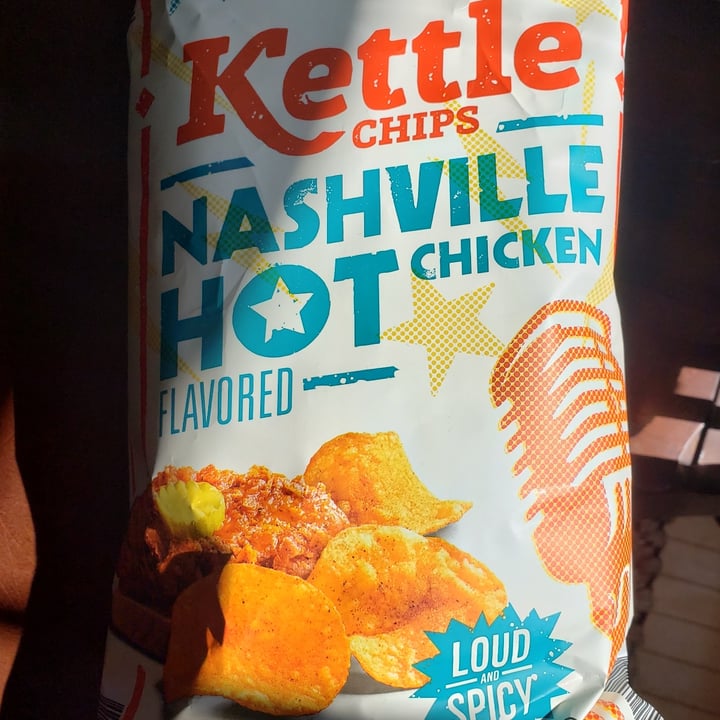 Kettle
CHIPS
NASHVILLE
HOT CHICKEN
FLAVORED
LOUD
AND
SPICY